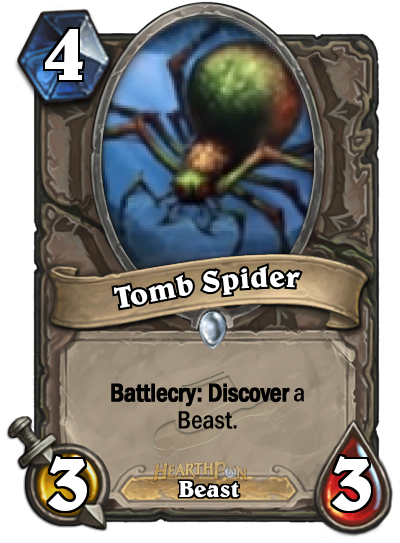 4
Tomb Spider
Battlecry: Discover a
Beast.
HEARTHPWN
Beast
3
3